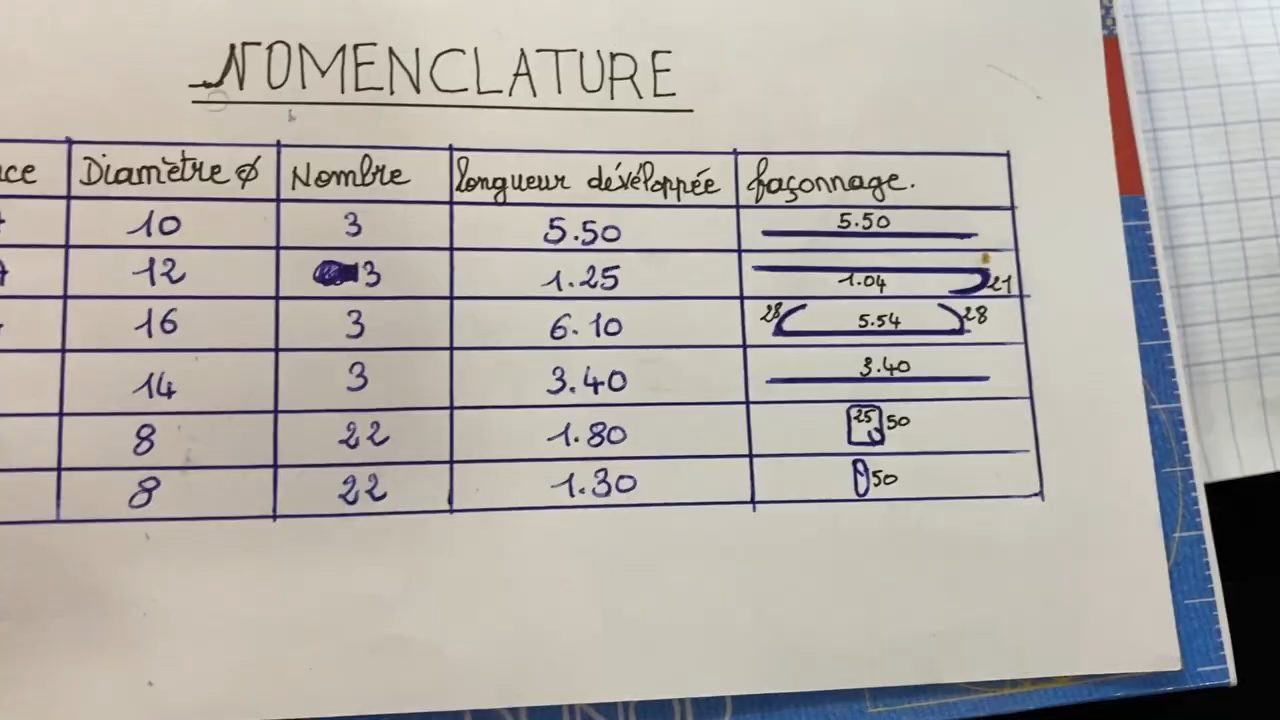 NOMENCLATURE
Diamètre ø Nombre longueur dévéloppée façonnage.
10 3 5.50 5.50
12 3 1.25 1.04 21
16 3 6.10 28 5.54 28
14 3 3.40 3.40
8 22 1.80 25 50
8 22 1.30 50